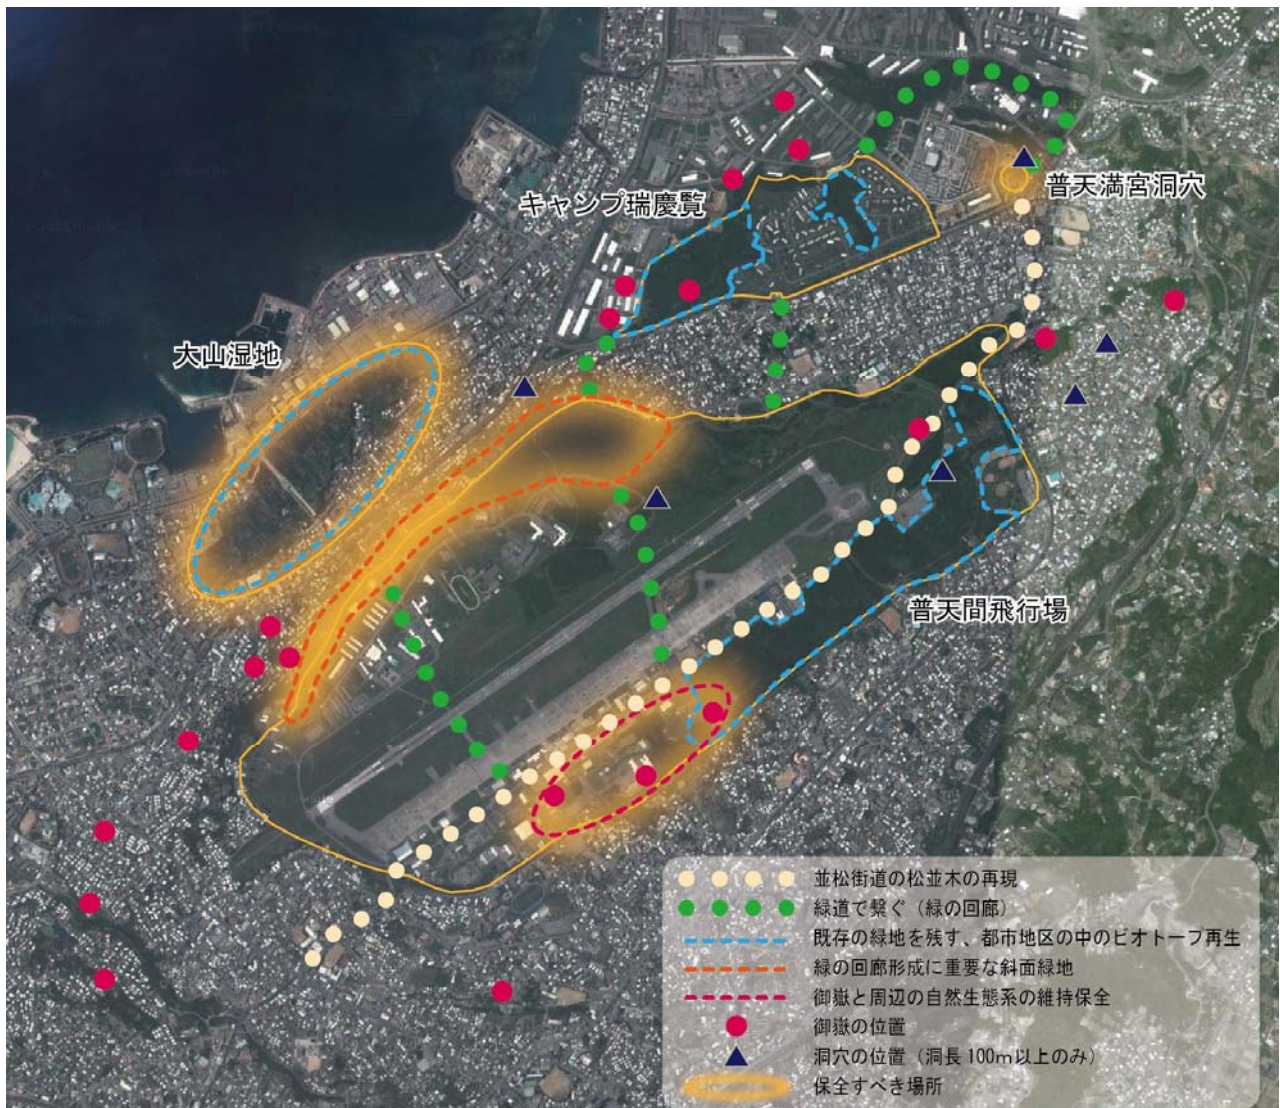 普天満宮洞穴
キャンプ瑞慶覧
大山湿地
普天間飛行場
並松街道の松並木の再現
緑道で繋ぐ（緑の回廊）
既存の緑地を残す、都市地区の中のビオトープ再生
緑の回廊形成に重要な斜面緑地
御嶽と周辺の自然生態系の維持保全
御嶽の位置
洞穴の位置（洞長100m以上のみ）
保全すべき場所